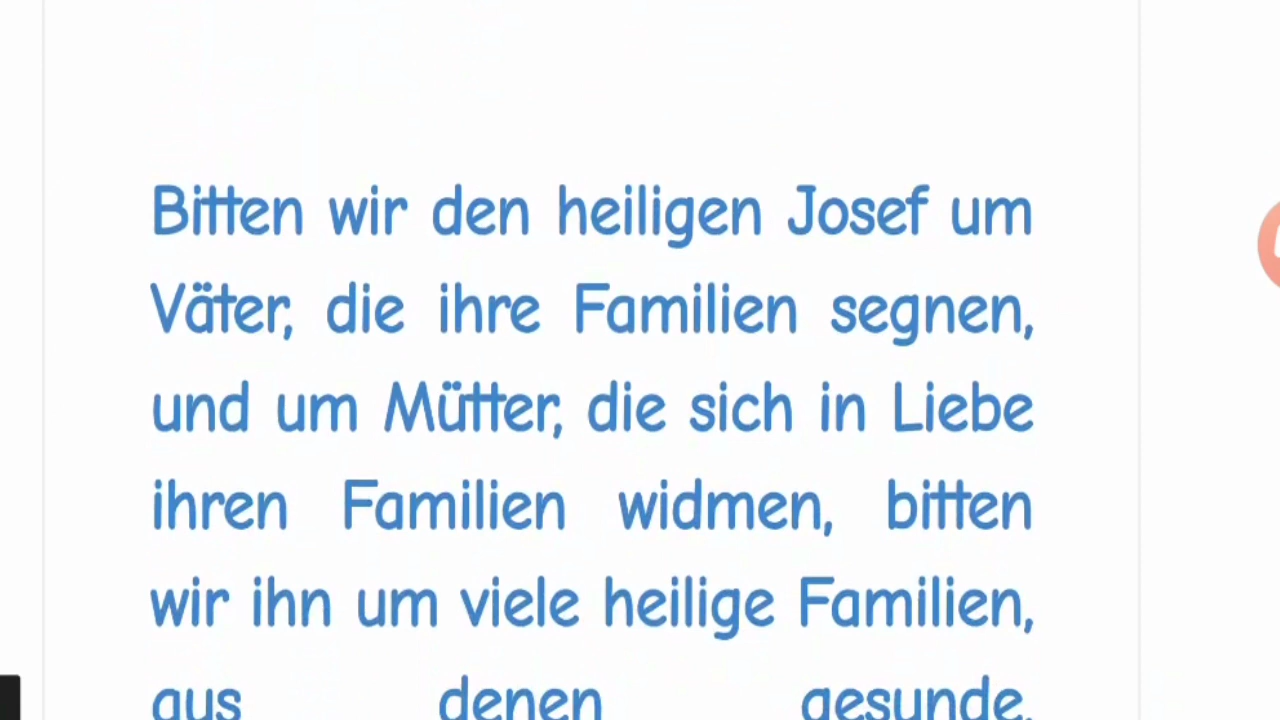 Bitten wir den heiligen Josef um
Väter, die ihre Familien segnen,
und um Mütter, die sich in Liebe
ihren Familien widmen, bitten
wir ihn um viele heilige Familien,
aus denen gesunde,